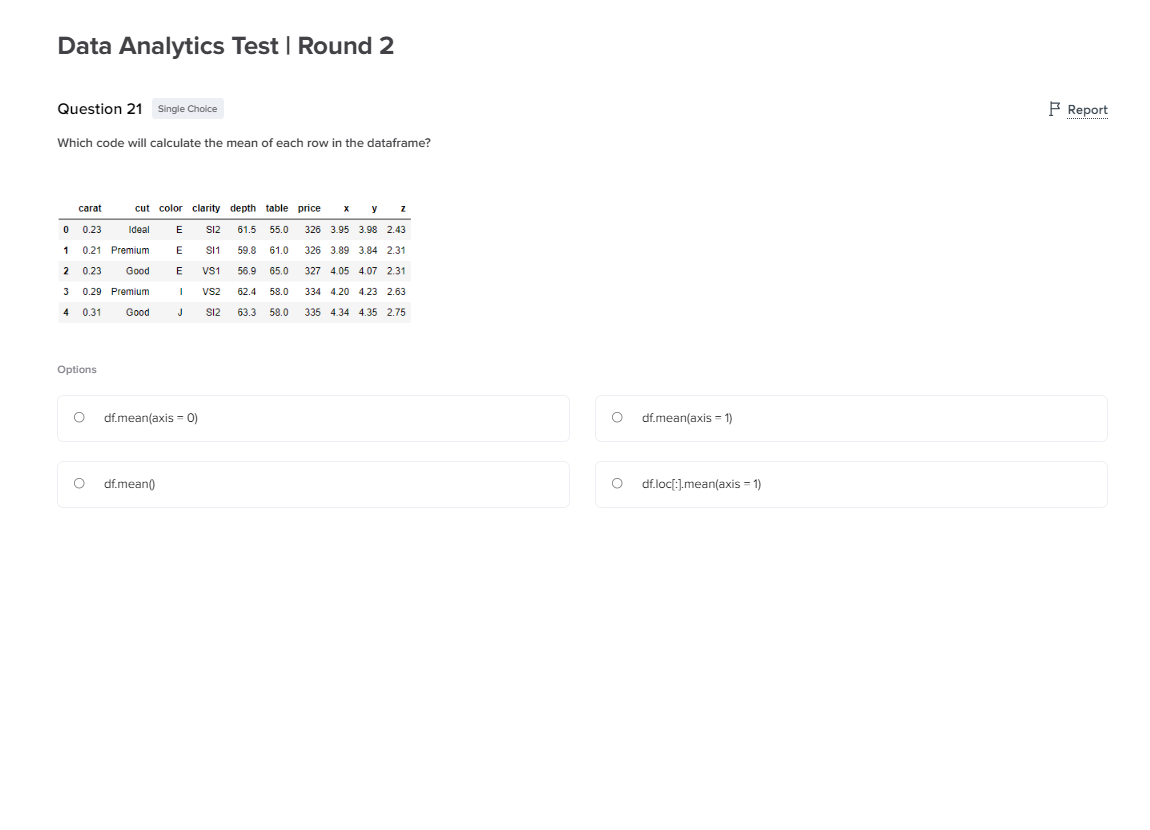 Data Analytics Test | Round 2
Question 21 Single Choice Report
Which code will calculate the mean of each row in the dataframe?
carat cut color clarity depth table price x y z
0 0.23 Ideal E SI2 61.5 55.0 326 3.95 3.98 2.43
1 0.21 Premium E SI1 59.8 61.0 326 3.89 3.84 2.31
2 0.23 Good E VS1 56.9 65.0 327 4.05 4.07 2.31
3 0.29 Premium I VS2 62.4 58.0 334 4.20 4.23 2.63
4 0.31 Good J SI2 63.3 58.0 335 4.34 4.35 2.75
Options
df.mean(axis = 0)
df.mean(axis = 1)
df.mean()
df.loc[:].mean(axis = 1)